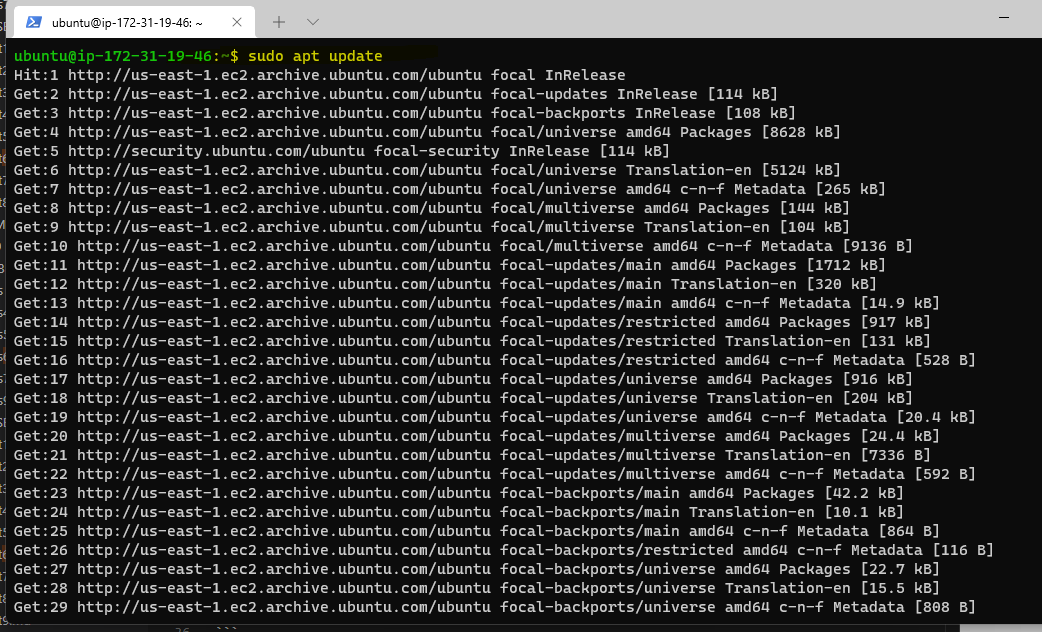 ubuntu@ip-172-31-19-46: ~
ubuntu@ip-172-31-19-46:~$ sudo apt update
Hit:1 http://us-east-1.ec2.archive.ubuntu.com/ubuntu focal InRelease
Get:2 http://us-east-1.ec2.archive.ubuntu.com/ubuntu focal-updates InRelease [114 kB]
Get:3 http://us-east-1.ec2.archive.ubuntu.com/ubuntu focal-backports InRelease [108 kB]
Get:4 http://us-east-1.ec2.archive.ubuntu.com/ubuntu focal/universe amd64 Packages [8628 kB]
Get:5 http://security.ubuntu.com/ubuntu focal-security InRelease [114 kB]
Get:6 http://us-east-1.ec2.archive.ubuntu.com/ubuntu focal/universe Translation-en [5124 kB]
Get:7 http://us-east-1.ec2.archive.ubuntu.com/ubuntu focal/universe amd64 c-n-f Metadata [265 kB]
Get:8 http://us-east-1.ec2.archive.ubuntu.com/ubuntu focal/multiverse amd64 Packages [144 kB]
Get:9 http://us-east-1.ec2.archive.ubuntu.com/ubuntu focal/multiverse Translation-en [104 kB]
Get:10 http://us-east-1.ec2.archive.ubuntu.com/ubuntu focal/multiverse amd64 c-n-f Metadata [9136 B]
Get:11 http://us-east-1.ec2.archive.ubuntu.com/ubuntu focal-updates/main amd64 Packages [1712 kB]
Get:12 http://us-east-1.ec2.archive.ubuntu.com/ubuntu focal-updates/main Translation-en [320 kB]
Get:13 http://us-east-1.ec2.archive.ubuntu.com/ubuntu focal-updates/main amd64 c-n-f Metadata [14.9 kB]
Get:14 http://us-east-1.ec2.archive.ubuntu.com/ubuntu focal-updates/restricted amd64 Packages [917 kB]
Get:15 http://us-east-1.ec2.archive.ubuntu.com/ubuntu focal-updates/restricted Translation-en [131 kB]
Get:16 http://us-east-1.ec2.archive.ubuntu.com/ubuntu focal-updates/restricted amd64 c-n-f Metadata [528 B]
Get:17 http://us-east-1.ec2.archive.ubuntu.com/ubuntu focal-updates/universe amd64 Packages [916 kB]
Get:18 http://us-east-1.ec2.archive.ubuntu.com/ubuntu focal-updates/universe Translation-en [204 kB]
Get:19 http://us-east-1.ec2.archive.ubuntu.com/ubuntu focal-updates/universe amd64 c-n-f Metadata [20.4 kB]
Get:20 http://us-east-1.ec2.archive.ubuntu.com/ubuntu focal-updates/multiverse amd64 Packages [24.4 kB]
Get:21 http://us-east-1.ec2.archive.ubuntu.com/ubuntu focal-updates/multiverse Translation-en [7336 B]
Get:22 http://us-east-1.ec2.archive.ubuntu.com/ubuntu focal-updates/multiverse amd64 c-n-f Metadata [592 B]
Get:23 http://us-east-1.ec2.archive.ubuntu.com/ubuntu focal-backports/main amd64 Packages [42.2 kB]
Get:24 http://us-east-1.ec2.archive.ubuntu.com/ubuntu focal-backports/main Translation-en [10.1 kB]
Get:25 http://us-east-1.ec2.archive.ubuntu.com/ubuntu focal-backports/main amd64 c-n-f Metadata [864 B]
Get:26 http://us-east-1.ec2.archive.ubuntu.com/ubuntu focal-backports/restricted amd64 c-n-f Metadata [116 B]
Get:27 http://us-east-1.ec2.archive.ubuntu.com/ubuntu focal-backports/universe amd64 Packages [22.7 kB]
Get:28 http://us-east-1.ec2.archive.ubuntu.com/ubuntu focal-backports/universe Translation-en [15.5 kB]
Get:29 http://us-east-1.ec2.archive.ubuntu.com/ubuntu focal-backports/universe amd64 c-n-f Metadata [808 B]